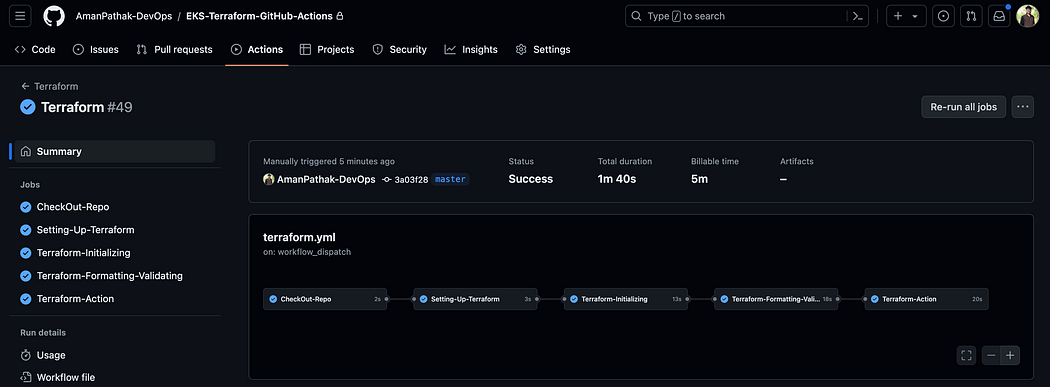 AmanPathak-DevOps / EKS-Terraform-GitHub-Actions
Type / to search
Code Issues Pull requests Actions Projects Security Insights Settings
← Terraform
Terraform #49
Re-run all jobs
Summary
Jobs
CheckOut-Repo
Setting-Up-Terraform
Terraform-Initializing
Terraform-Formatting-Validating
Terraform-Action
Run details
Usage
Workflow file
Manually triggered 5 minutes ago
AmanPathak-DevOps 3a03f28 master
Status
Success
Total duration
1m 40s
Billable time
5m
Artifacts
–
terraform.yml
on: workflow_dispatch
CheckOut-Repo 2s
Setting-Up-Terraform 3s
Terraform-Initializing 13s
Terraform-Formatting-Vali... 18s
Terraform-Action 20s